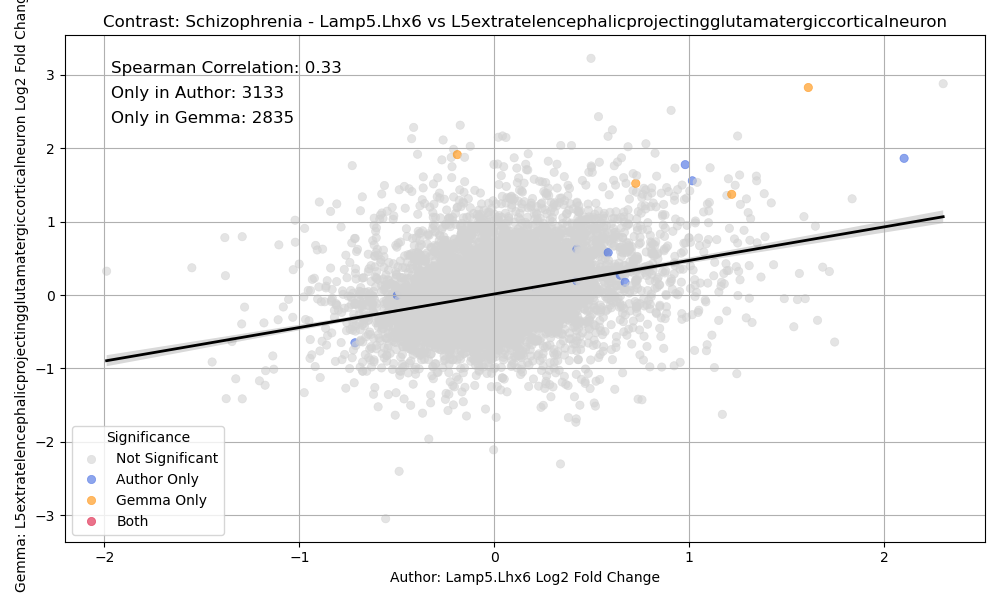 Contrast: Schizophrenia - Lamp5.Lhx6 vs L5extratelencephalicprojectingglutamatergiccorticalneuron
Gemma: L5extratelencephalicprojectingglutamatergiccorticalneuron Log2 Fold Chang
Spearman Correlation: 0.33
Only in Author: 3133
Only in Gemma: 2835
3
2
1
0
−1
−2
−3
Significance
Not Significant
Author Only
Gemma Only
Both
−2
−1
0
1
2
Author: Lamp5.Lhx6 Log2 Fold Change